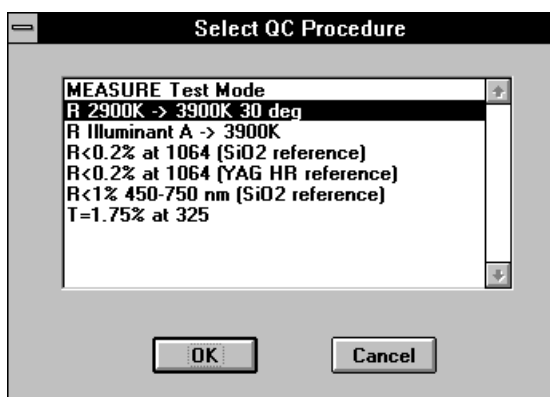 Select QC Procedure
MEASURE Test Mode
R 2900K -> 3900K 30 deg
R Illuminant A -> 3900K
R<0.2% at 1064 (SiO2 reference)
R<0.2% at 1064 (YAG HR reference)
R<1% 450-750 nm (SiO2 reference)
T=1.75% at 325
OK
Cancel